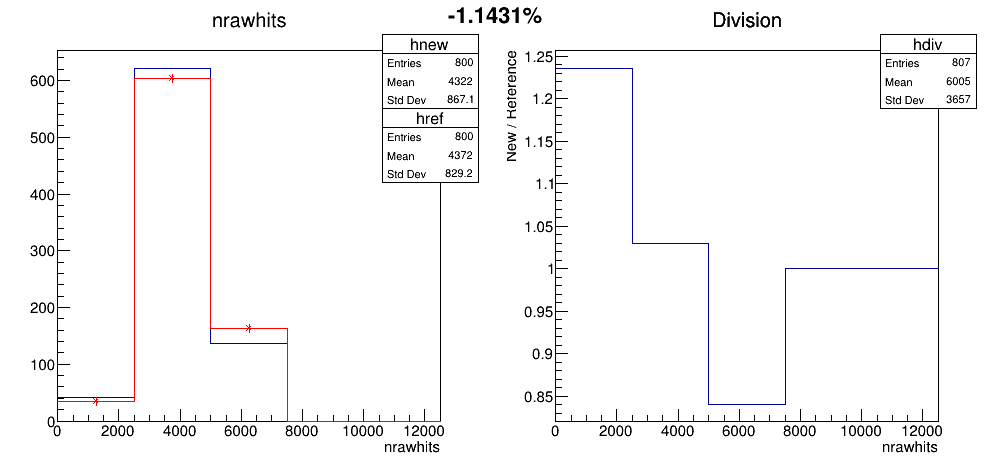 -1.1431%
nrawhits
hnew
Entries 800
Mean 4322
Std Dev 867.1
href
Entries 800
Mean 4372
Std Dev 829.2
600
500
400
300
200
100
0
0 2000 4000 6000 8000 10000 12000
nrawhits
Division
hdiv
Entries 807
Mean 6005
Std Dev 3657
New / Reference
1.25
1.2
1.15
1.1
1.05
1
0.95
0.9
0.85
0 2000 4000 6000 8000 10000 12000
nrawhits